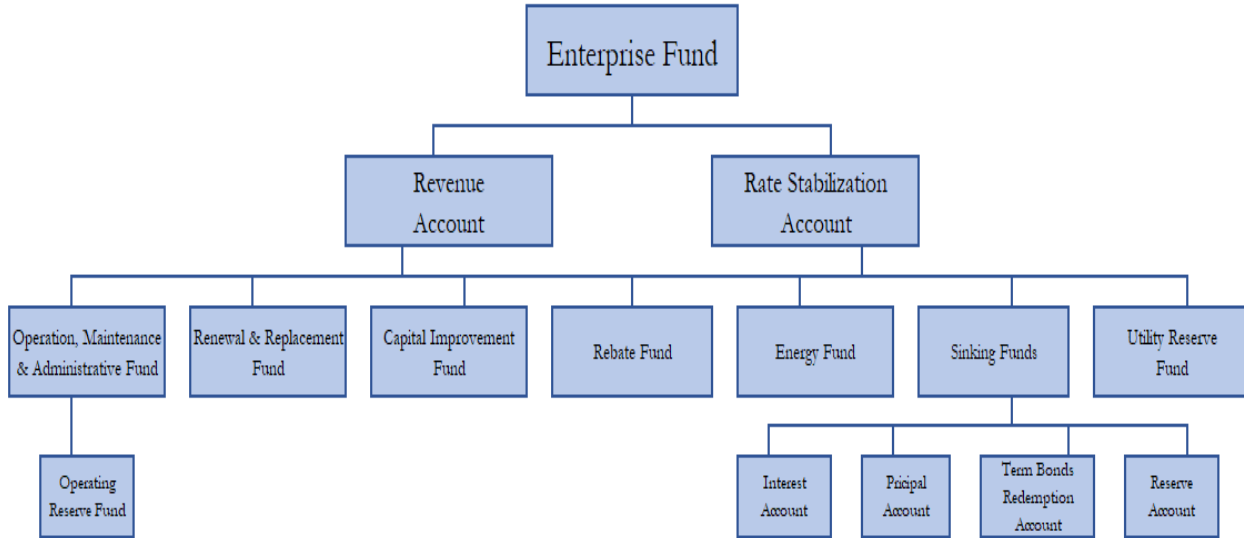 Enterprise Fund
Revenue
Account
Rate Stabilization
Account
Operation, Maintenance
& Administrative Fund
Renewal & Replacement
Fund
Capital Improvement
Fund
Rebate Fund
Energy Fund
Sinking Funds
Utility Reserve
Fund
Operating
Reserve Fund
Interest
Account
Pricipal
Account
Term Bonds
Redemption
Account
Reserve
Account